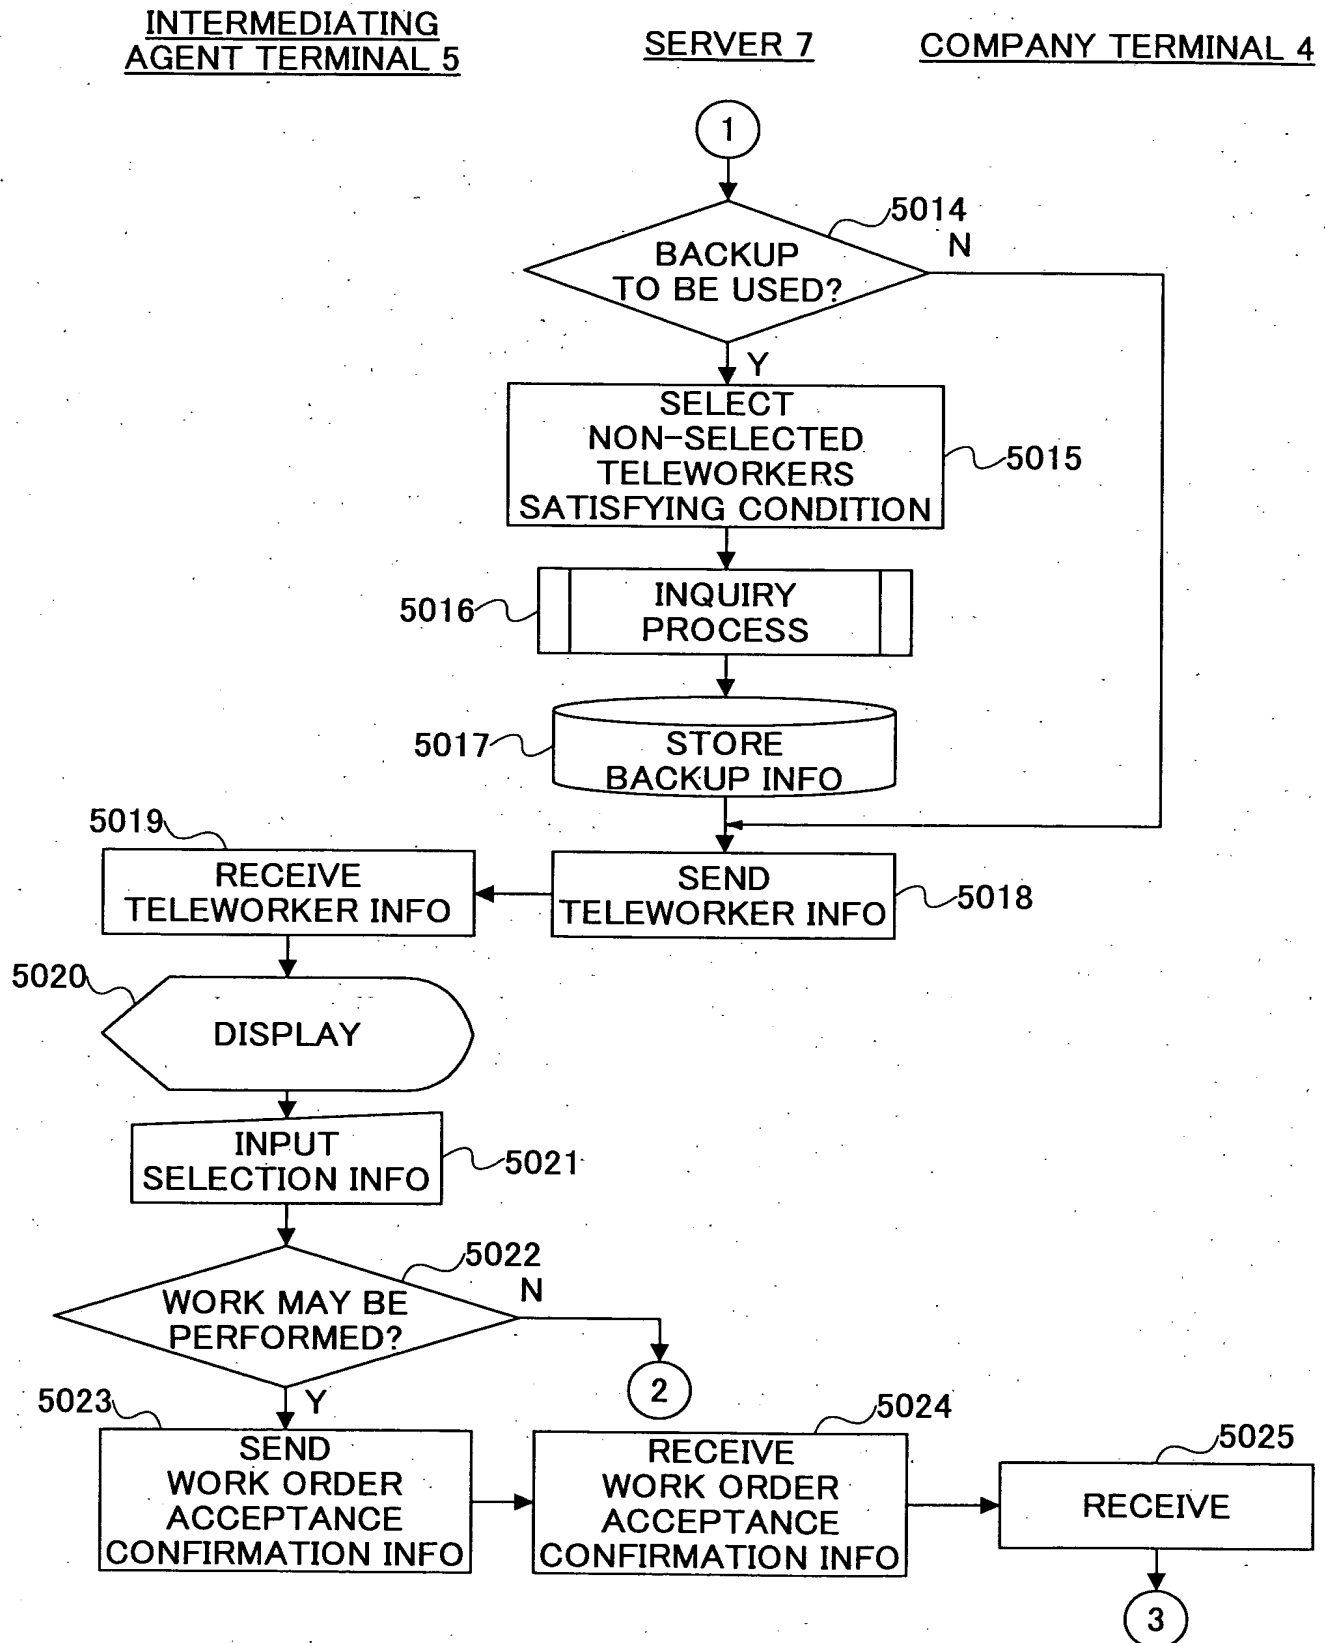 INTERMEDIATING
AGENT TERMINAL 5
SERVER 7
COMPANY TERMINAL 4
1
5014
N
BACKUP
TO BE USED?
Y
SELECT
NON-SELECTED
TELEWORKERS
SATISFYING CONDITION
5015
5016
INQUIRY
PROCESS
5017
STORE
BACKUP INFO
5019
RECEIVE
TELEWORKER INFO
SEND
TELEWORKER INFO
5018
5020
DISPLAY
INPUT
SELECTION INFO
5021
5022
N
WORK MAY BE
PERFORMED?
2
Y
5023
SEND
WORK ORDER
ACCEPTANCE
CONFIRMATION INFO
5024
RECEIVE
WORK ORDER
ACCEPTANCE
CONFIRMATION INFO
5025
RECEIVE
3